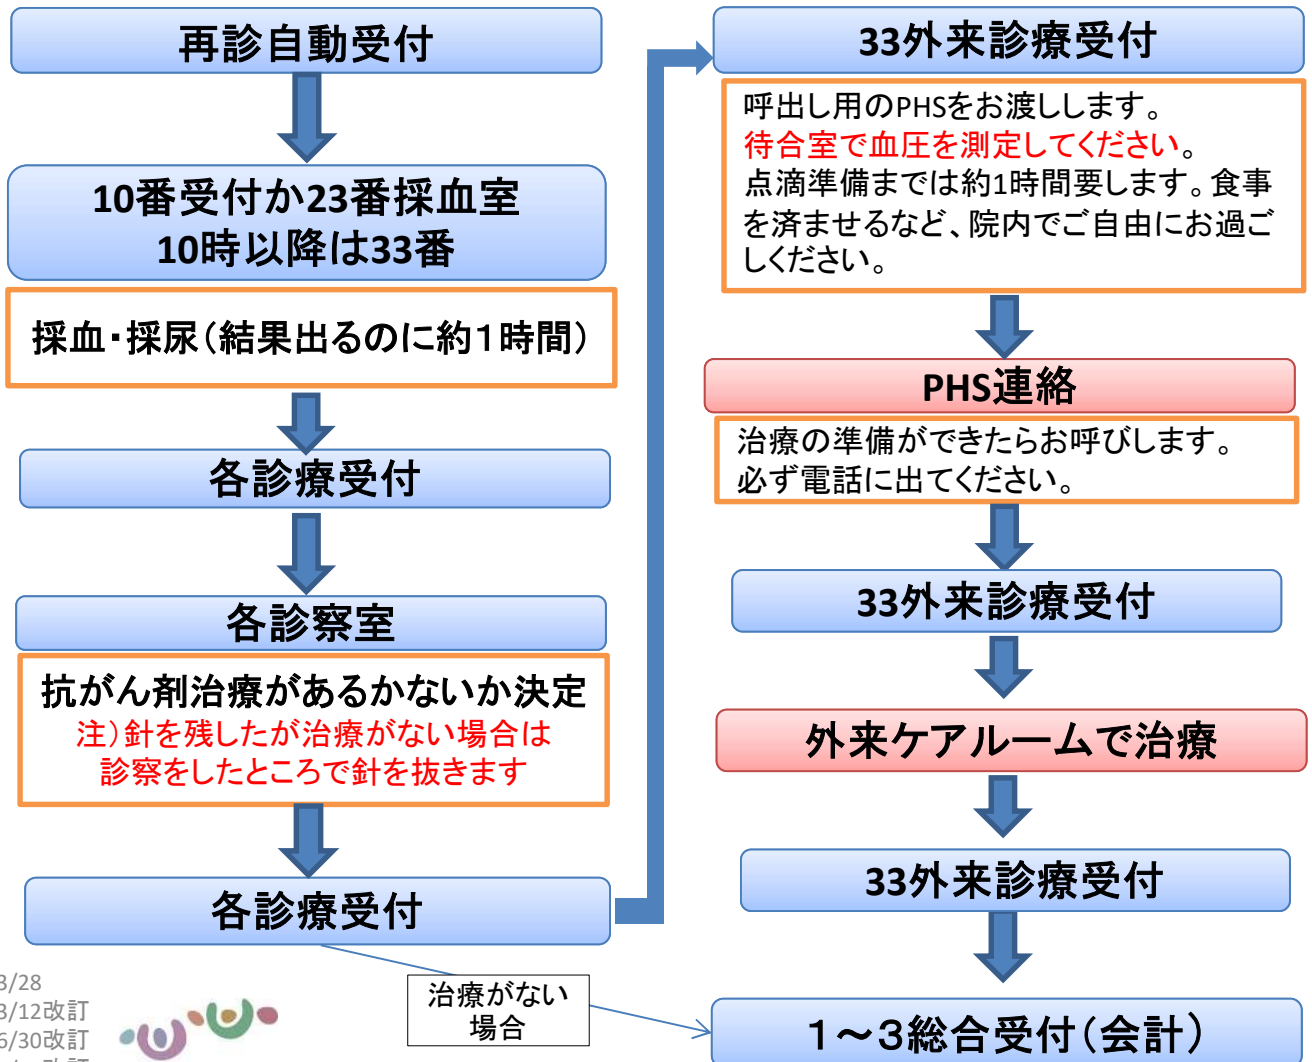 再診自動受付
10番受付か23番採血室
10時以降は33番
採血・採尿(結果出るのに約1時間)
各診療受付
各診察室
抗がん剤治療があるかないか決定
注)針を残したが治療がない場合は
診察をしたところで針を抜きます
各診療受付
治療がない
場合
33外来診療受付
呼出し用のPHSをお渡しします。
待合室で血圧を測定してください。
点滴準備までは約1時間要します。食事
を済ませるなど、院内でご自由にお過ご
しください。
PHS連絡
治療の準備ができたらお呼びします。
必ず電話に出てください。
33外来診療受付
外来ケアルームで治療
33外来診療受付
1~3総合受付(会計)
3/28
3/12改訂
6/30改訂